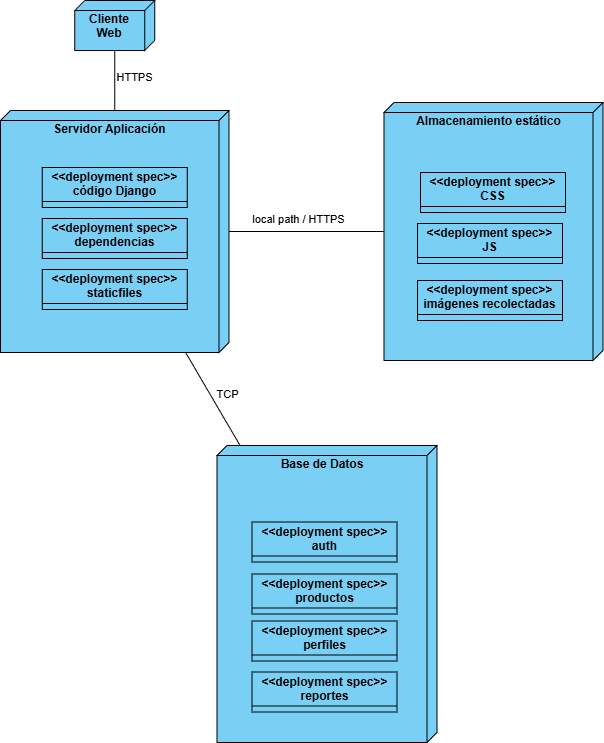 Cliente
Web
HTTPS
Servidor Aplicación
<<deployment spec>>
código Django
<<deployment spec>>
dependencias
<<deployment spec>>
staticfiles
local path / HTTPS
Almacenamiento estático
<<deployment spec>>
CSS
<<deployment spec>>
JS
<<deployment spec>>
imágenes recolectadas
TCP
Base de Datos
<<deployment spec>>
auth
<<deployment spec>>
productos
<<deployment spec>>
perfiles
<<deployment spec>>
reportes